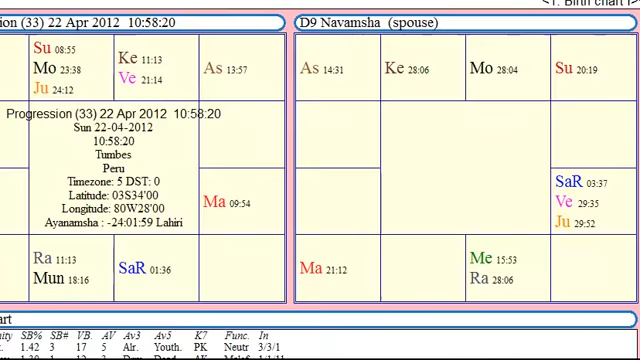 <1. Birth chart I>
ion (33) 22 Apr 2012 10:58:20
D9 Navamsha (spouse)
Su 08:55
Mo 23:38
Ju 24:12
Ke 11:13
Ve 21:14
As 13:57
As 14:31
Ke 28:06
Mo 28:04
Su 20:19
Progression (33) 22 Apr 2012 10:58:20
Sun 22-04-2012
10:58:20
Tumbes
Peru
Timezone: 5 DST: 0
Latitude: 03S34'00
Longitude: 80W28'00
Ayanamsha : -24:01:59 Lahiri
Ma 09:54
SaR 03:37
Ve 29:35
Ju 29:52
Ra 11:13
Mun 18:16
SaR 01:36
Ma 21:12
Me 15:53
Ra 28:06
art
nity SB% SB# VB. AV Av3 Av5 K7 Func. In
1.42 3 17 5 Alr. Youth. PK Neutr 3/3/1